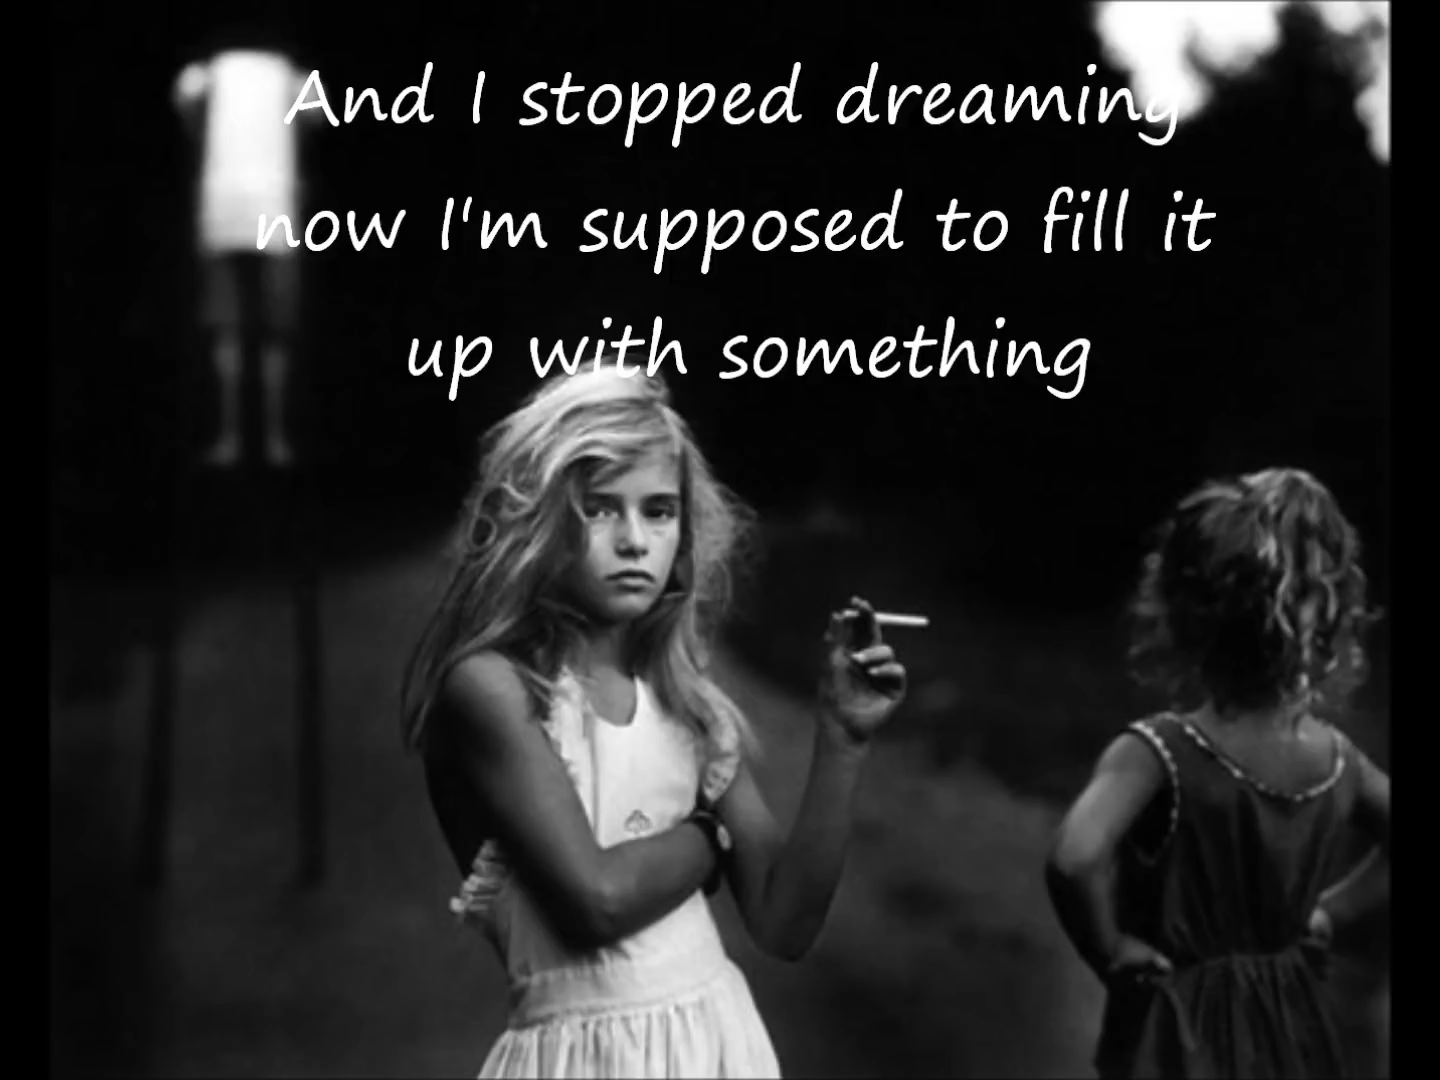 And I stopped dreaming
now I'm supposed to fill it
up with something